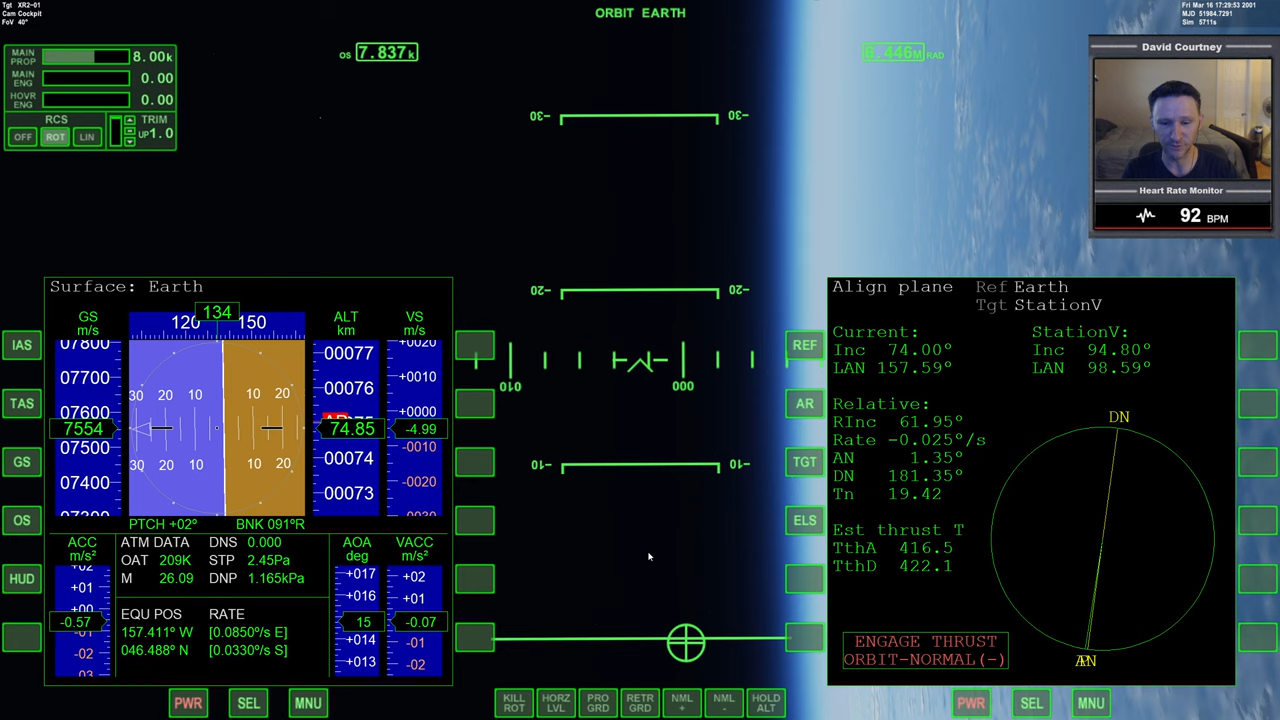 Tgt XR2-01
Cam Cockpit
FoV 40°
ORBIT EARTH
Fri Mar 16 17:29:53 2001
MJD 51984.7291
Sim 5711s
MAIN PROP 8.00k
MAIN ENG 0.00
HOVR ENG 0.00
RCS TRIM
OFF ROT LIN UP1.0
OS 7.837k
RAD
David Courtney
Heart Rate Monitor
92 BPM
30- -30
20- -20
010 000
10- -10
Surface: Earth
GS m/s
134
120 150
ALT km
VS m/s
07800
07700
07600
7554
07500
07400
30 20 10 10 20
30 20 10 10 20
00077
00076
74.85
00074
00073
+0020
+0010
+0000
-4.99
-0010
-0020
-0030
PTCH +02° BNK 091°R
ACC m/s²
ATM DATA DNS 0.000
OAT 209K STP 2.45Pa
M 26.09 DNP 1.165kPa
EQU POS RATE
157.411° W [0.0850°/s E]
046.488° N [0.0330°/s S]
AOA deg
VACC m/s²
+02
+01
+00
-0.57
-01
-02
-03
+017
+016
15
+014
+013
+02
+01
-0.07
-01
-02
IAS
TAS
GS
OS
HUD
PWR SEL MNU
KILL ROT
HORZ LVL
PRO GRD
RETR GRD
NML +
NML -
HOLD ALT
REF
AR
TGT
ELS
Align plane Ref Earth
Tgt StationV
Current: StationV:
Inc 74.00° Inc 94.80°
LAN 157.59° LAN 98.59°
Relative:
RInc 61.95°
Rate -0.025°/s
AN 1.35°
DN 181.35°
Tn 19.42
Est thrust T
TthA 416.5
TthD 422.1
DN
ENGAGE THRUST
ORBIT-NORMAL(-)
PWR SEL MNU